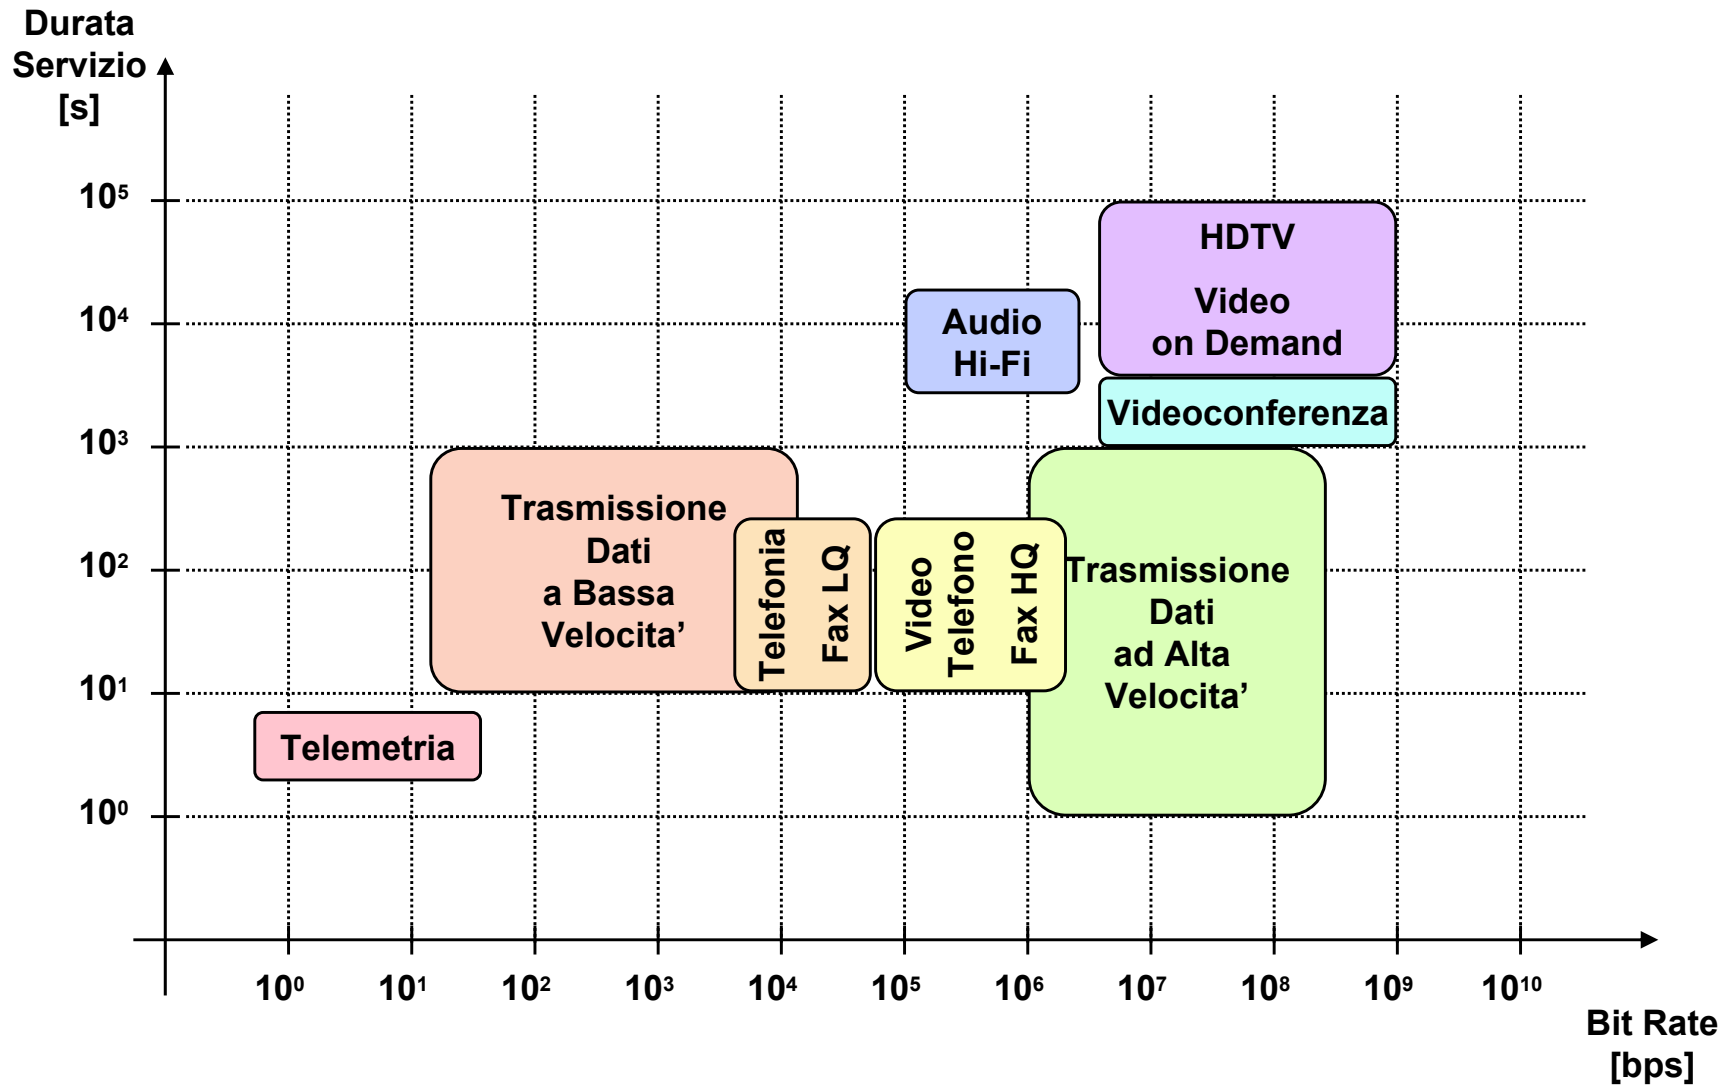 Durata
Servizio
[s]
10⁵
HDTV
Video
on Demand
10⁴
Audio
Hi-Fi
Videoconferenza
10³
Trasmissione
Dati
a Bassa
Velocita’
Telefonia
Fax LQ
Video
Telefono
Fax HQ
Trasmissione
Dati
ad Alta
Velocita’
10²
10¹
Telemetria
10⁰
10⁰ 10¹ 10² 10³ 10⁴ 10⁵ 10⁶ 10⁷ 10⁸ 10⁹ 10¹⁰
Bit Rate
[bps]